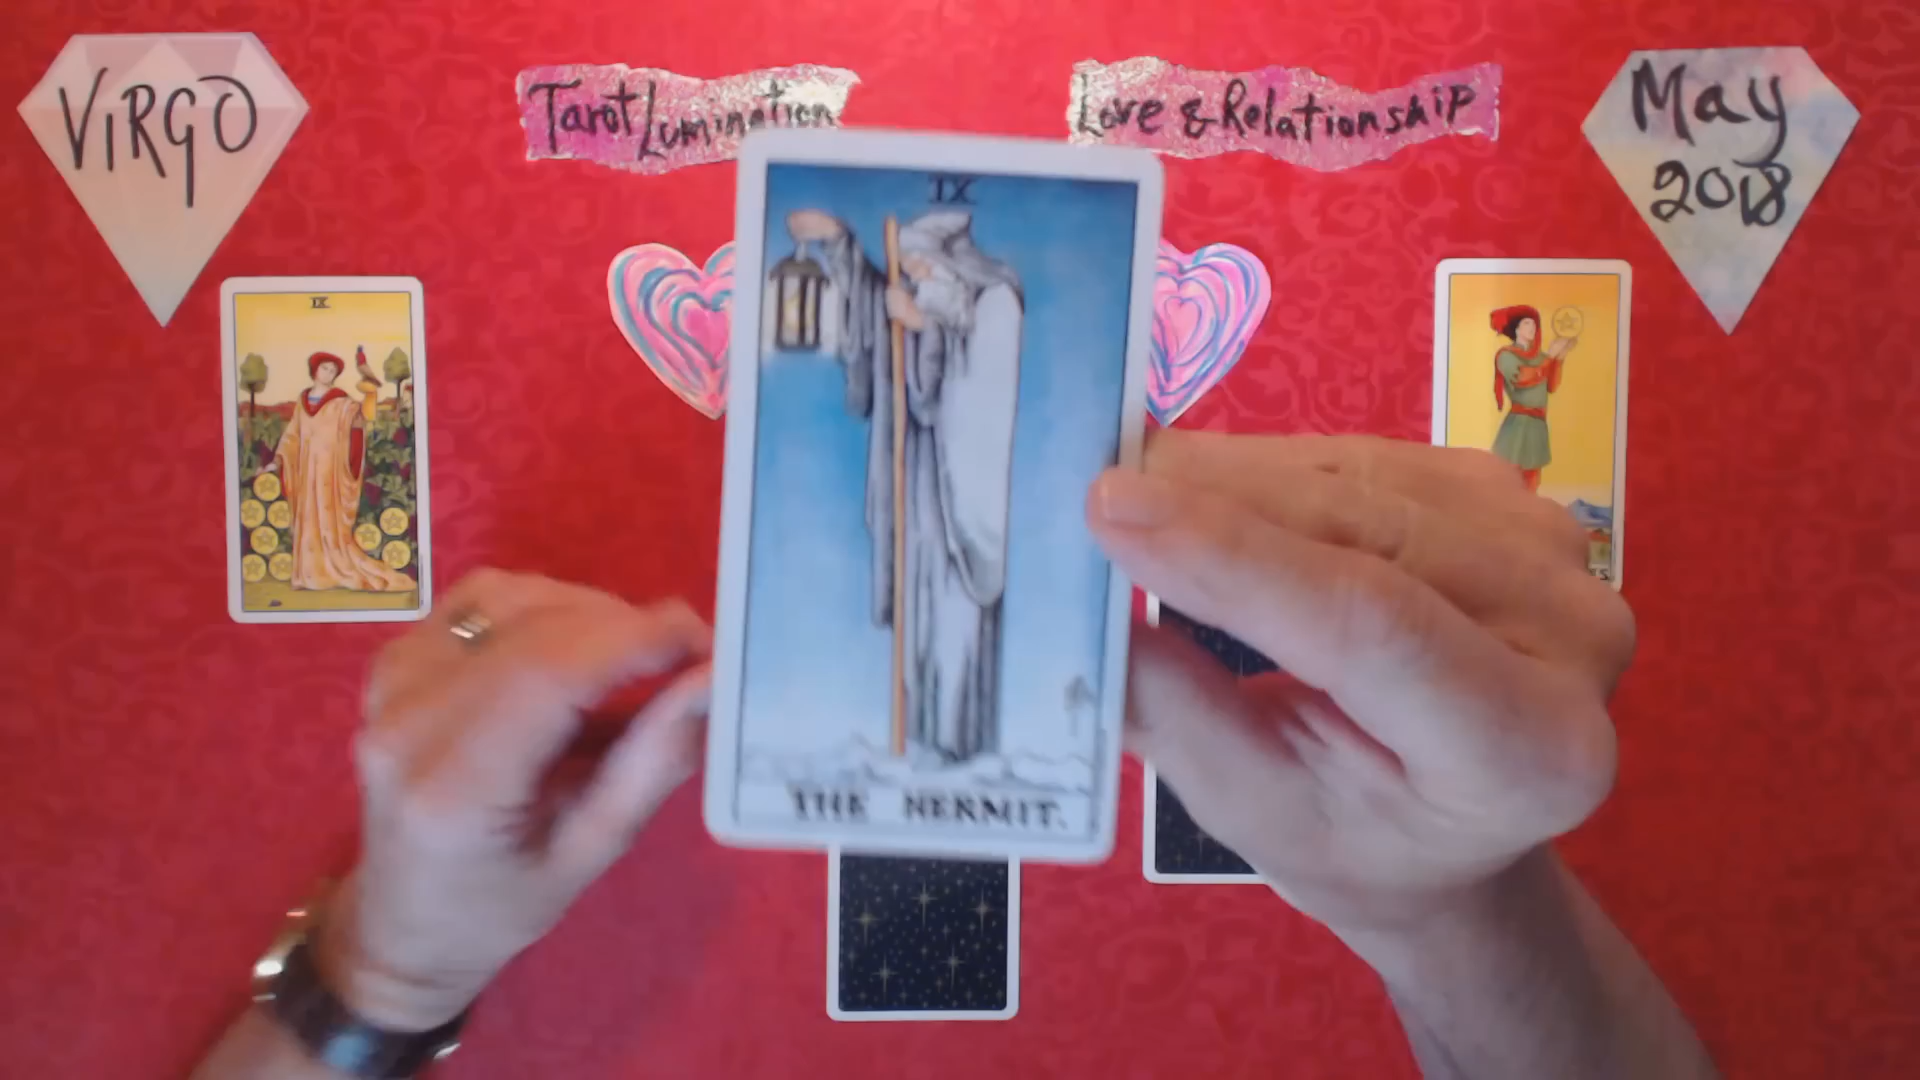 VIRGO
Tarot Lumination
Love & Relationship
May
2018
IX
IX
THE HERMIT.